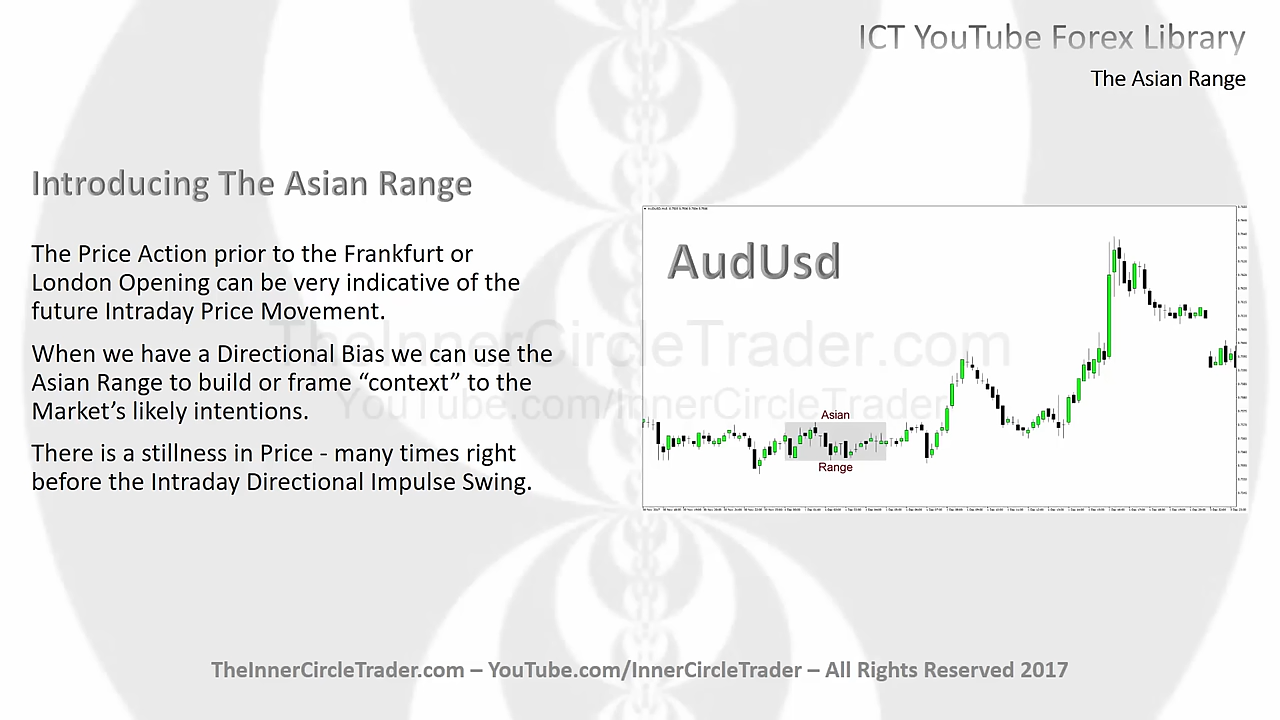 ICT YouTube Forex Library
The Asian Range
Introducing The Asian Range
The Price Action prior to the Frankfurt or
London Opening can be very indicative of the
future Intraday Price Movement.
When we have a Directional Bias we can use the
Asian Range to build or frame “context” to the
Market’s likely intentions.
There is a stillness in Price - many times right
before the Intraday Directional Impulse Swing.
AudUsd
Asian
Range
TheInnerCircleTrader.com
YouTube.com/InnerCircleTrader
TheInnerCircleTrader.com – YouTube.com/InnerCircleTrader – All Rights Reserved 2017